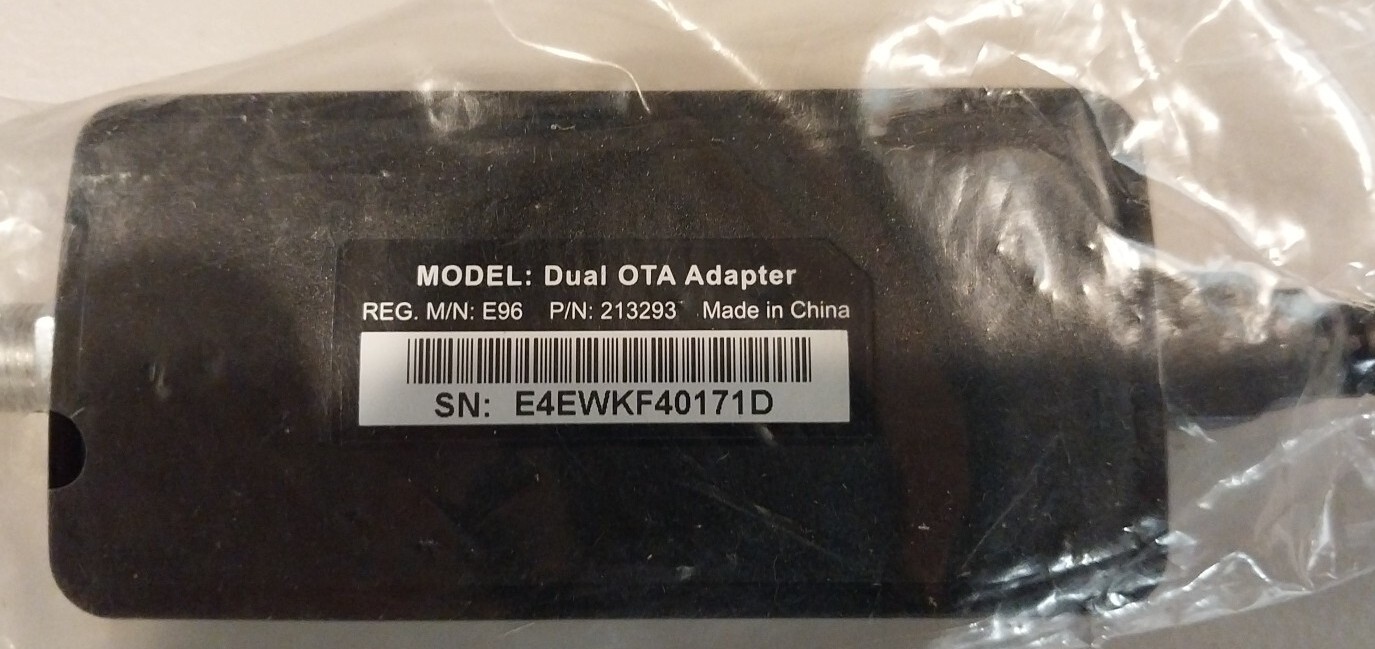 MODEL: Dual OTA Adapter
REG. M/N: E96 P/N: 213293 Made in China
SN: E4EWKF40171D